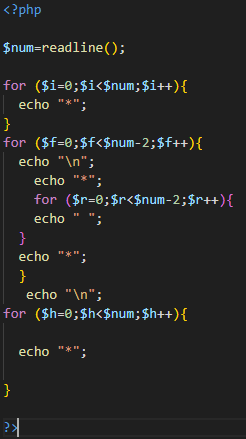 <?php
$num=readline();
for ($i=0;$i<$num;$i++){
echo "*";
}
for ($f=0;$f<$num-2;$f++){
echo "\n";
echo "*";
for ($r=0;$r<$num-2;$r++){
echo " ";
}
echo "*";
}
echo "\n";
for ($h=0;$h<$num;$h++){
echo "*";
}
?>